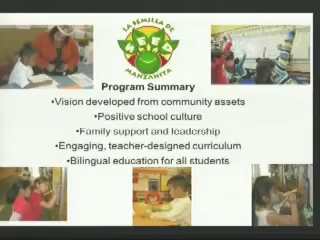 LA SEMILLA DE
SEED
MANZANITA
Program Summary
•Vision developed from community assets
•Positive school culture
•Family support and leadership
•Engaging, teacher-designed curriculum
•Bilingual education for all students